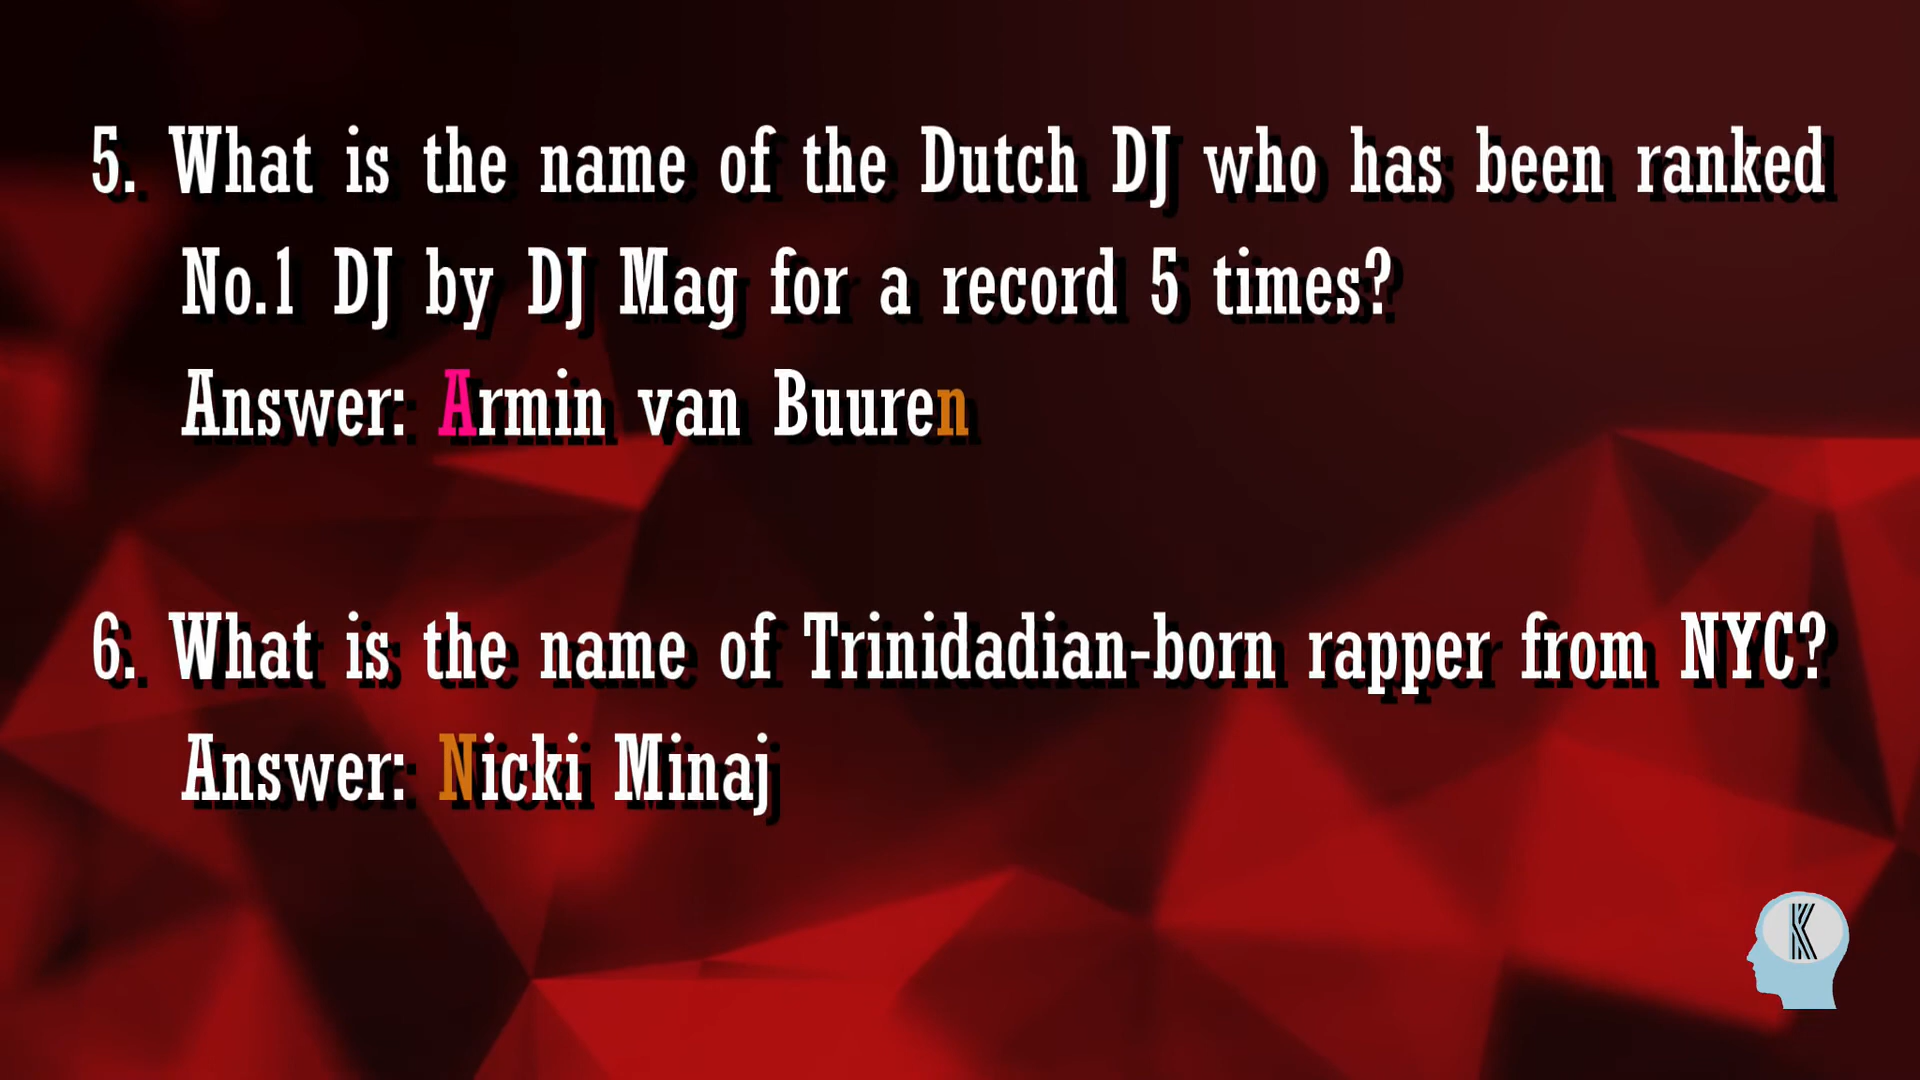 5. What is the name of the Dutch DJ who has been ranked
No.1 DJ by DJ Mag for a record 5 times?
Answer: Armin van Buuren
6. What is the name of Trinidadian-born rapper from NYC?
Answer: Nicki Minaj
K